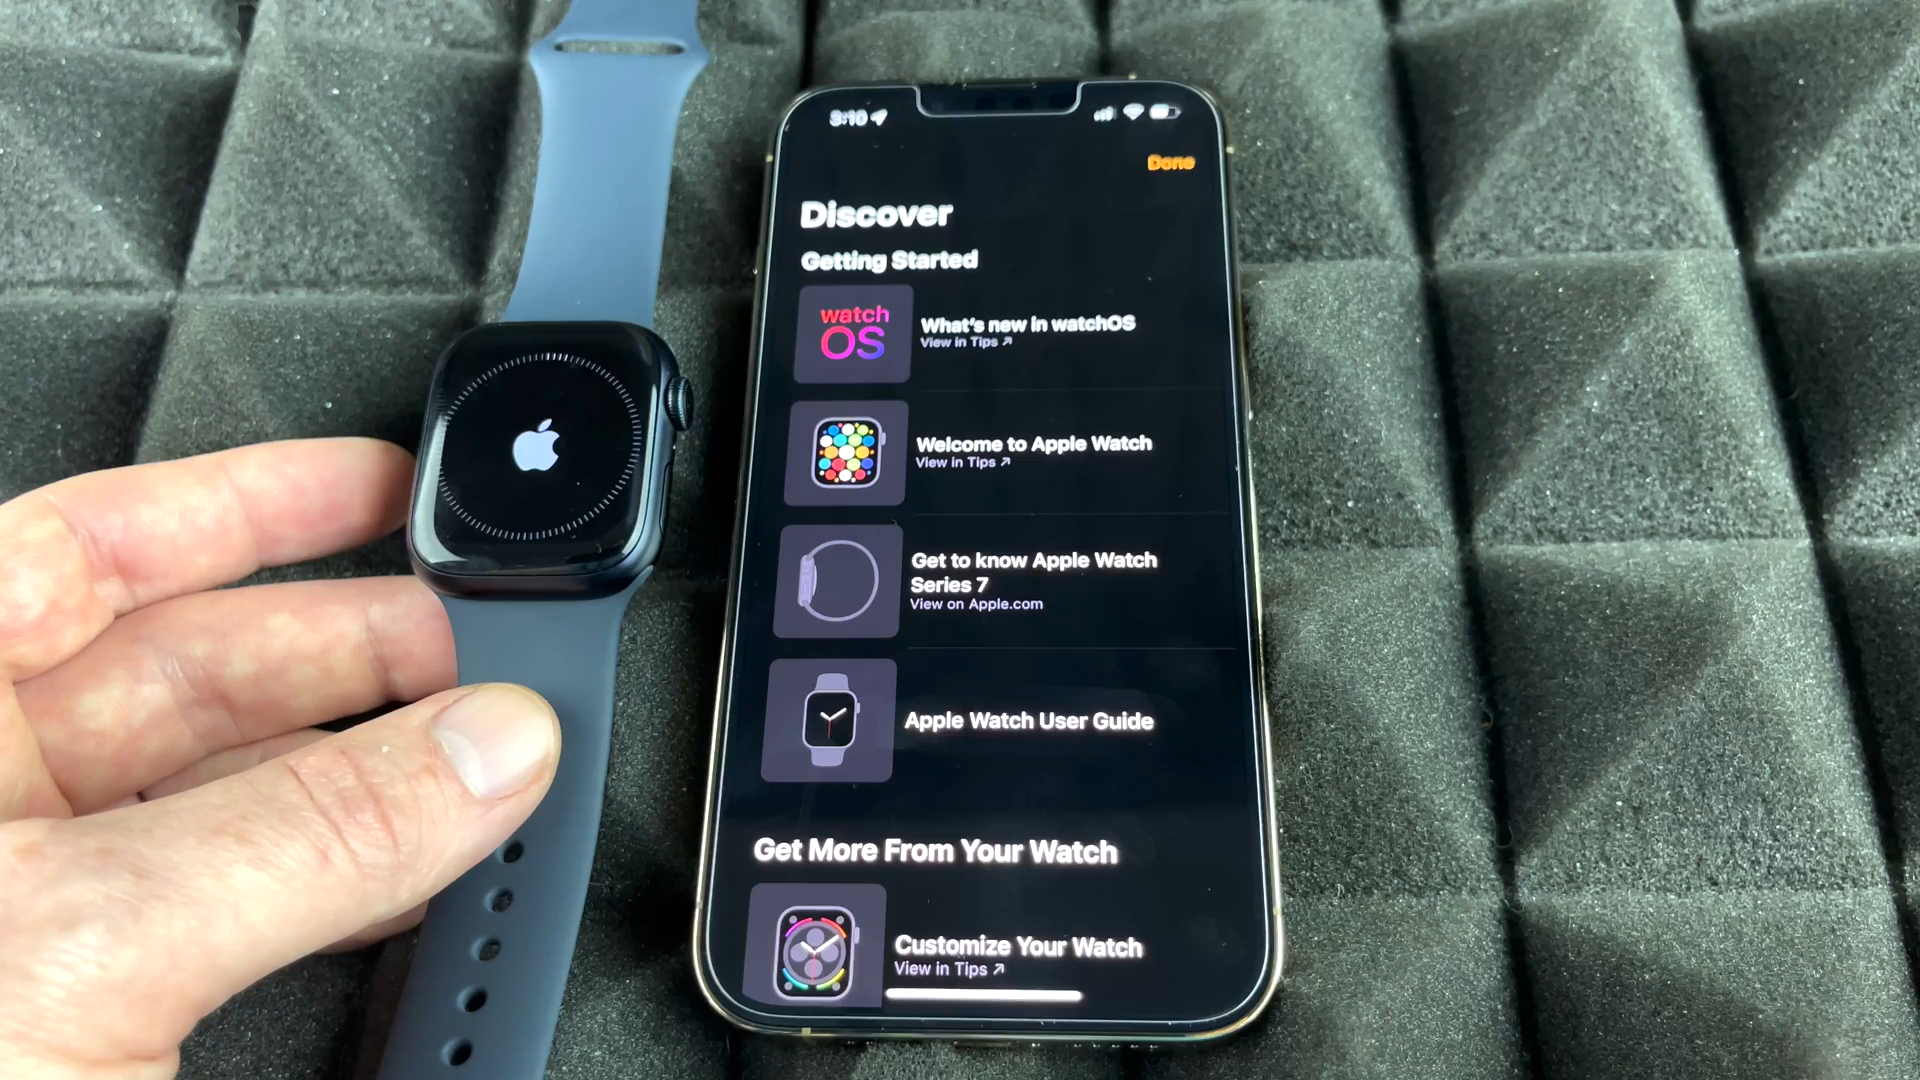 3:10
Done
Discover
Getting Started
watch
OS
What's new in watchOS
View in Tips ↗
Welcome to Apple Watch
View in Tips ↗
Get to know Apple Watch
Series 7
View on Apple.com
Apple Watch User Guide
Get More From Your Watch
Customize Your Watch
View in Tips ↗